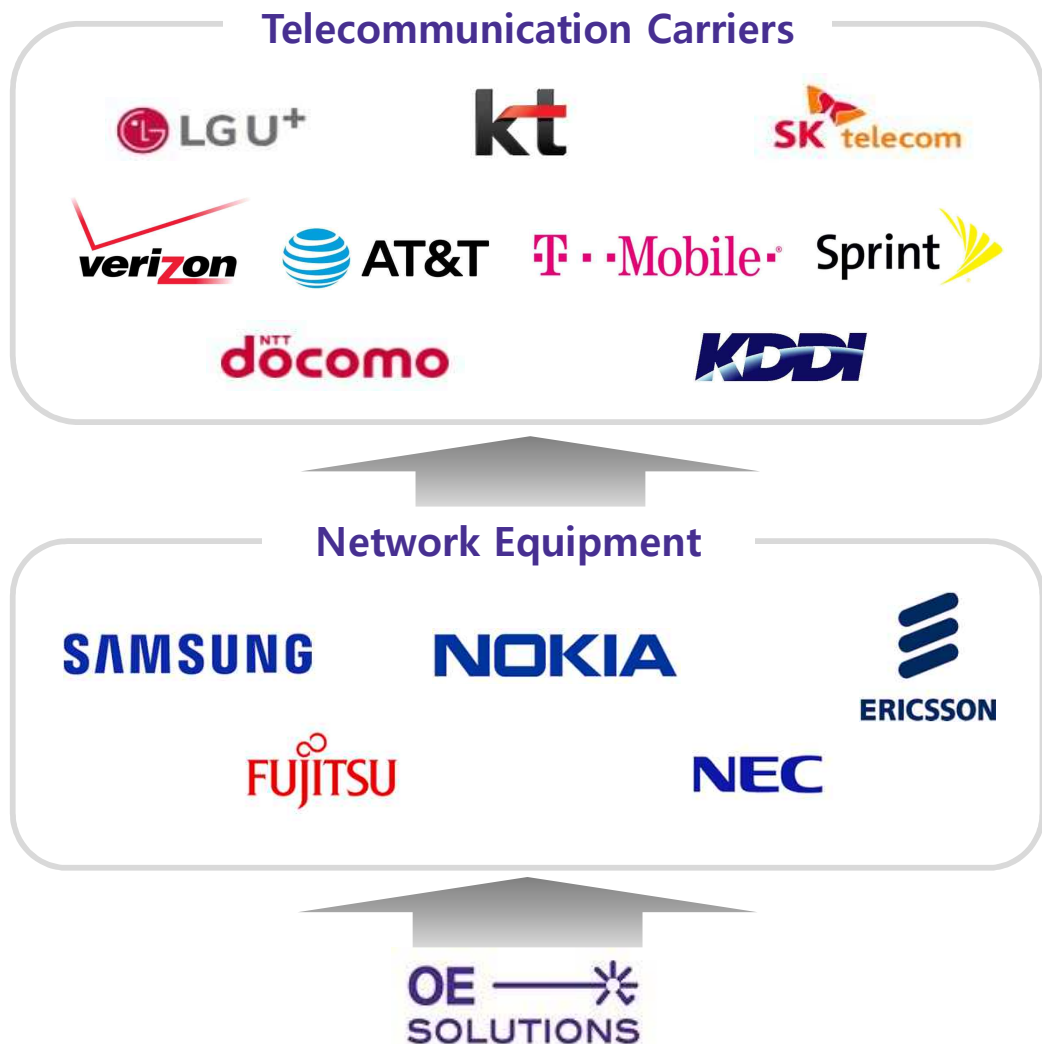 Telecommunication Carriers
LG U+
kt
SK telecom
verizon
AT&T
T··Mobile·®
Sprint
NTT
docomo
KDDI
Network Equipment
SAMSUNG
NOKIA
ERICSSON
FUJITSU
NEC
OE
SOLUTIONS